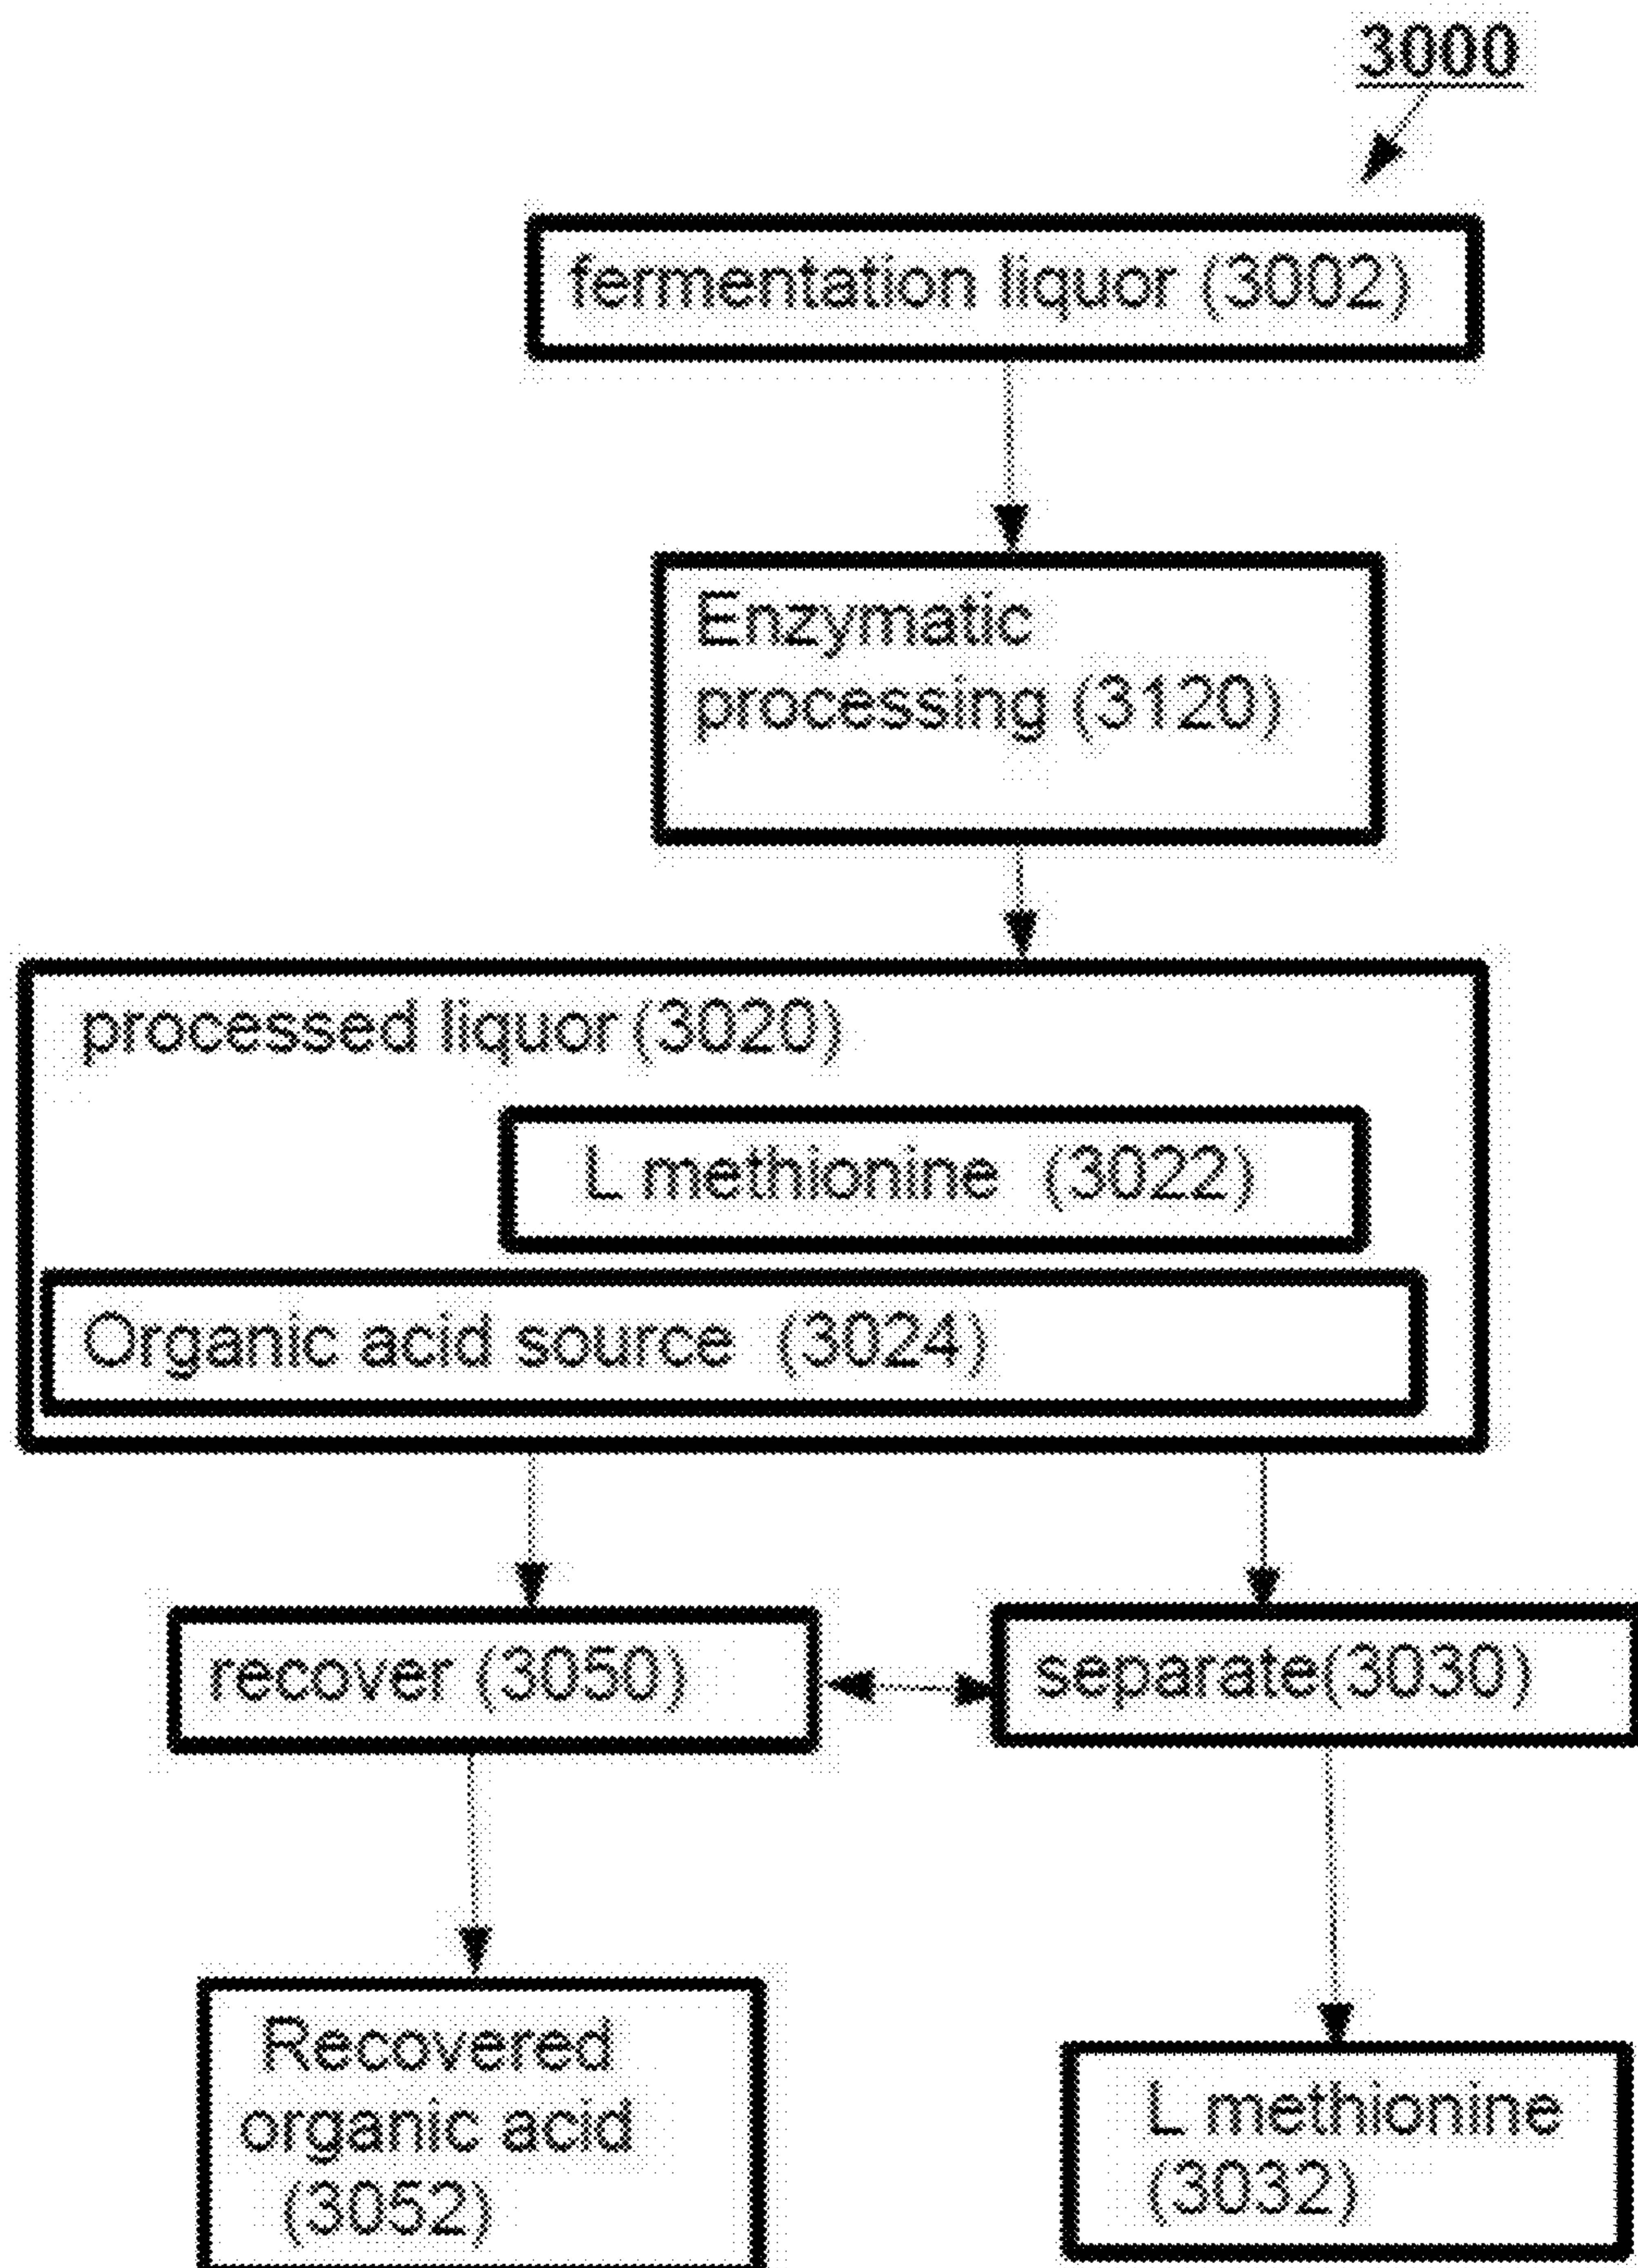 3000
fermentation liquor (3002)
Enzymatic
processing (3120)
processed liquor (3020)
L methionine (3022)
Organic acid source (3024)
recover (3050)
separate(3030)
Recovered
organic acid
(3052)
L methionine
(3032)